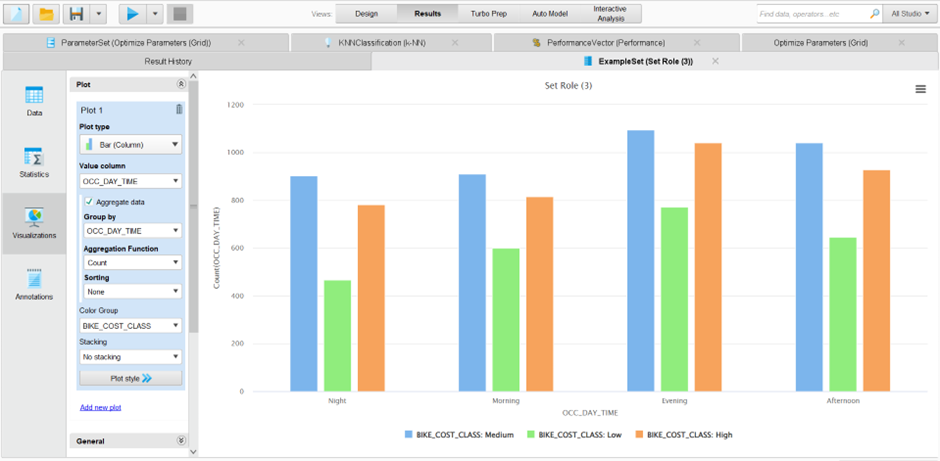 Views: Design Results Turbo Prep Auto Model Interactive Analysis Find data, operators...etc All Studio
ParameterSet (Optimize Parameters (Grid)) KNNClassification (k-NN) PerformanceVector (Performance) Optimize Parameters (Grid)
Result History ExampleSet (Set Role (3))
Data
Statistics
Visualizations
Annotations
Plot
Plot 1
Plot type
Bar (Column)
Value column
OCC_DAY_TIME
Aggregate data
Group by
OCC_DAY_TIME
Aggregation Function
Count
Sorting
None
Color Group
BIKE_COST_CLASS
Stacking
No stacking
Plot style
Add new plot
General
Set Role (3)
Count(OCC_DAY_TIME)
1200
1000
800
600
400
200
0
Night Morning Evening Afternoon
OCC_DAY_TIME
BIKE_COST_CLASS: Medium BIKE_COST_CLASS: Low BIKE_COST_CLASS: High